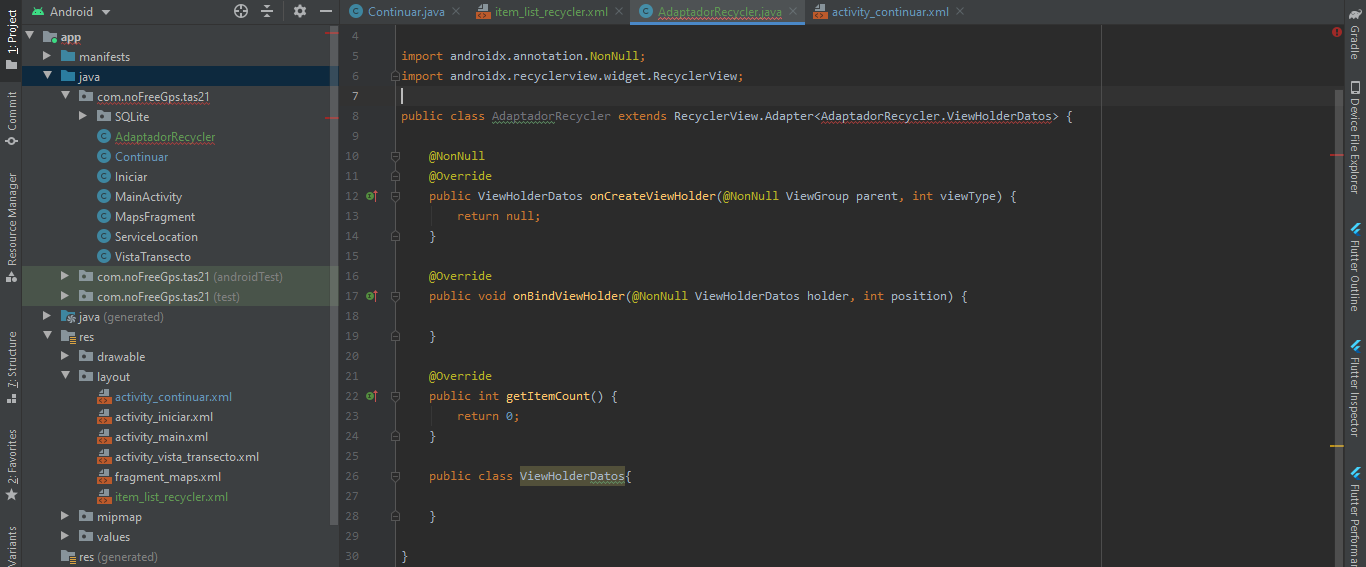 Android
Continuar.java
item_list_recycler.xml
AdaptadorRecycler.java
activity_continuar.xml
1: Project
Commit
Resource Manager
7: Structure
2: Favorites
Variants
app
manifests
java
com.noFreeGps.tas21
SQLite
AdaptadorRecycler
Continuar
Iniciar
MainActivity
MapsFragment
ServiceLocation
VistaTransecto
com.noFreeGps.tas21 (androidTest)
com.noFreeGps.tas21 (test)
java (generated)
res
drawable
layout
activity_continuar.xml
activity_iniciar.xml
activity_main.xml
activity_vista_transecto.xml
fragment_maps.xml
item_list_recycler.xml
mipmap
values
res (generated)
4
5 import androidx.annotation.NonNull;
6 import androidx.recyclerview.widget.RecyclerView;
7
8 public class AdaptadorRecycler extends RecyclerView.Adapter<AdaptadorRecycler.ViewHolderDatos> {
9
10 @NonNull
11 @Override
12 public ViewHolderDatos onCreateViewHolder(@NonNull ViewGroup parent, int viewType) {
13 return null;
14 }
15
16 @Override
17 public void onBindViewHolder(@NonNull ViewHolderDatos holder, int position) {
18
19 }
20
21 @Override
22 public int getItemCount() {
23 return 0;
24 }
25
26 public class ViewHolderDatos{
27
28 }
29
30 }
Gradle
Device File Explorer
Flutter Outline
Flutter Inspector